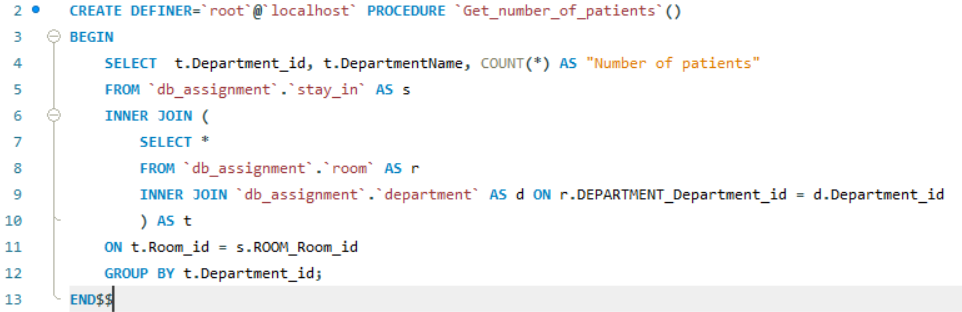 2 CREATE DEFINER=`root`@`localhost` PROCEDURE `Get_number_of_patients`()
3 BEGIN
4 SELECT  t.Department_id, t.DepartmentName, COUNT(*) AS "Number of patients"
5 FROM `db_assignment`.`stay_in` AS s
6 INNER JOIN (
7 SELECT *
8 FROM `db_assignment`.`room` AS r
9 INNER JOIN `db_assignment`.`department` AS d ON r.DEPARTMENT_Department_id = d.Department_id
10 ) AS t
11 ON t.Room_id = s.ROOM_Room_id
12 GROUP BY t.Department_id;
13 END$$